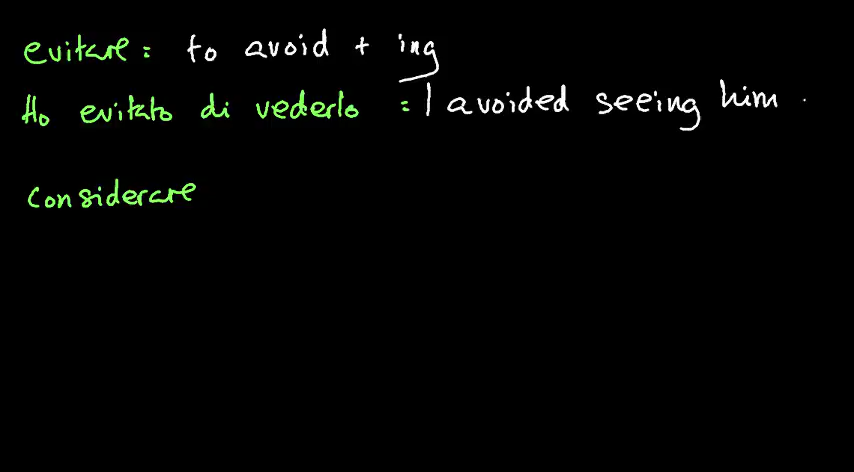 evitare = to avoid + ing
Ho evitato di vederlo = I avoided seeing him.
considerare